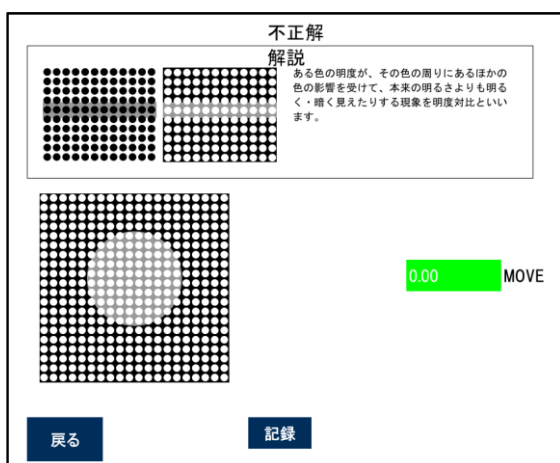 不正解
解説
ある色の明度が、その色の周りにあるほかの
色の影響を受けて、本来の明るさよりも明る
く・暗く見えたりする現象を明度対比といい
ます。
0.00 MOVE
戻る
記録